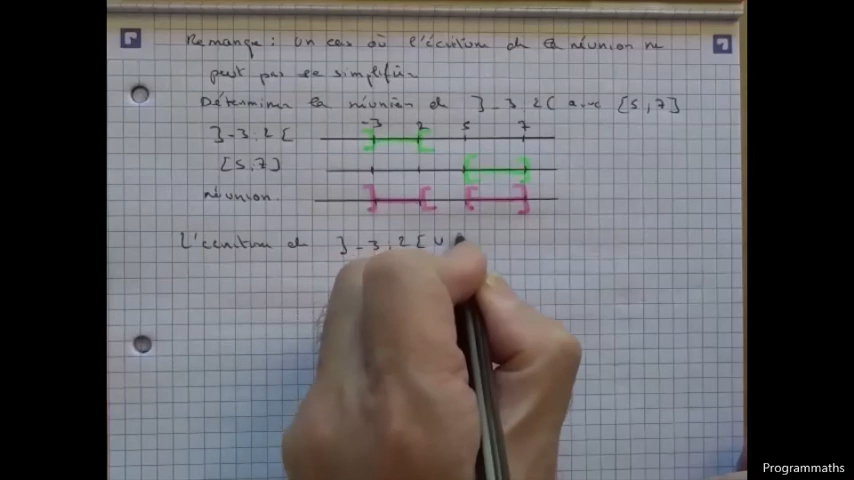 Remarque : un cas où l'écriture de la réunion ne
peut pas se simplifier
Déterminer la réunion de ]-3;2[ avec [5;7]
-3 2 5 7
]-3;2[
[5;7]
réunion
L'écriture de ]-3;2[ ∪
Programmaths